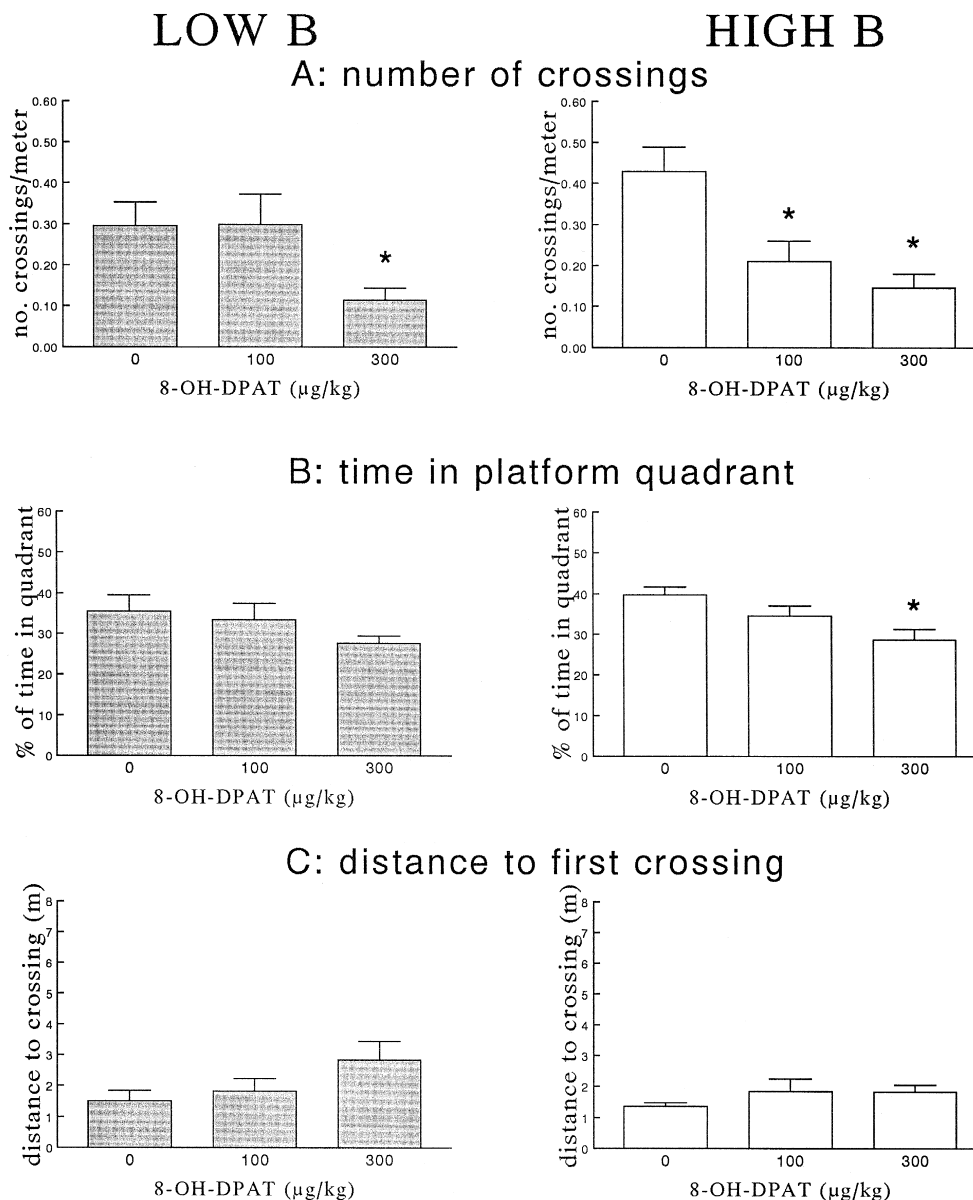 LOW B
HIGH B
A: number of crossings
no. crossings/meter
0.60
0.50
0.40
0.30
0.20
0.10
0.00
*
0 100 300
8-OH-DPAT (µg/kg)
no. crossings/meter
0.60
0.50
0.40
0.30
0.20
0.10
0.00
*
*
0 100 300
8-OH-DPAT (µg/kg)
B: time in platform quadrant
% of time in quadrant
60
50
40
30
20
10
0
0 100 300
8-OH-DPAT (µg/kg)
% of time in quadrant
60
50
40
30
20
10
0
*
0 100 300
8-OH-DPAT (µg/kg)
C: distance to first crossing
distance to crossing (m)
8
7
6
5
4
3
2
1
0
0 100 300
8-OH-DPAT (µg/kg)
distance to crossing (m)
8
7
6
5
4
3
2
1
0
0 100 300
8-OH-DPAT (µg/kg)